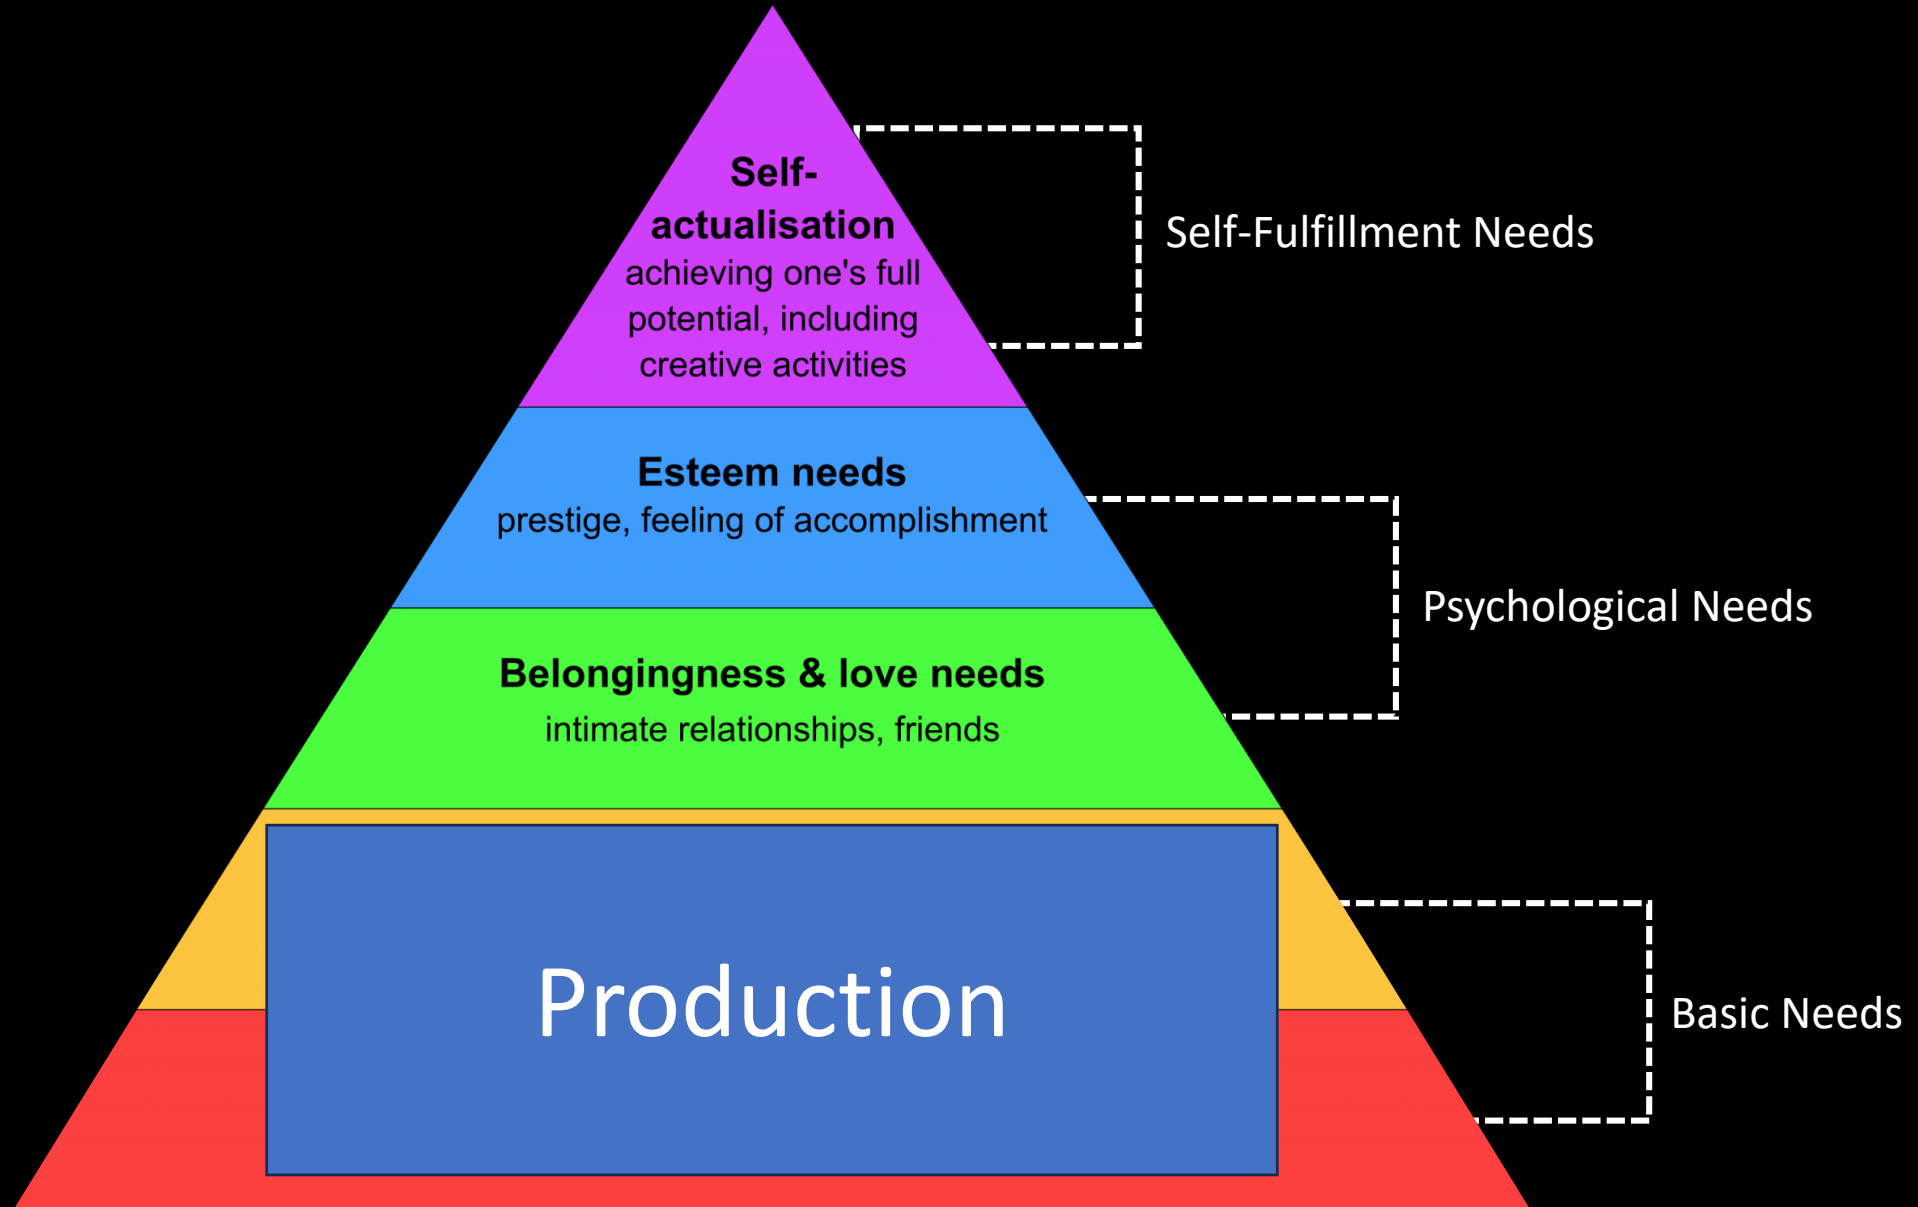 Self-
actualisation
achieving one's full
potential, including
creative activities
Self-Fulfillment Needs
Esteem needs
prestige, feeling of accomplishment
Psychological Needs
Belongingness & love needs
intimate relationships, friends
Production
Basic Needs